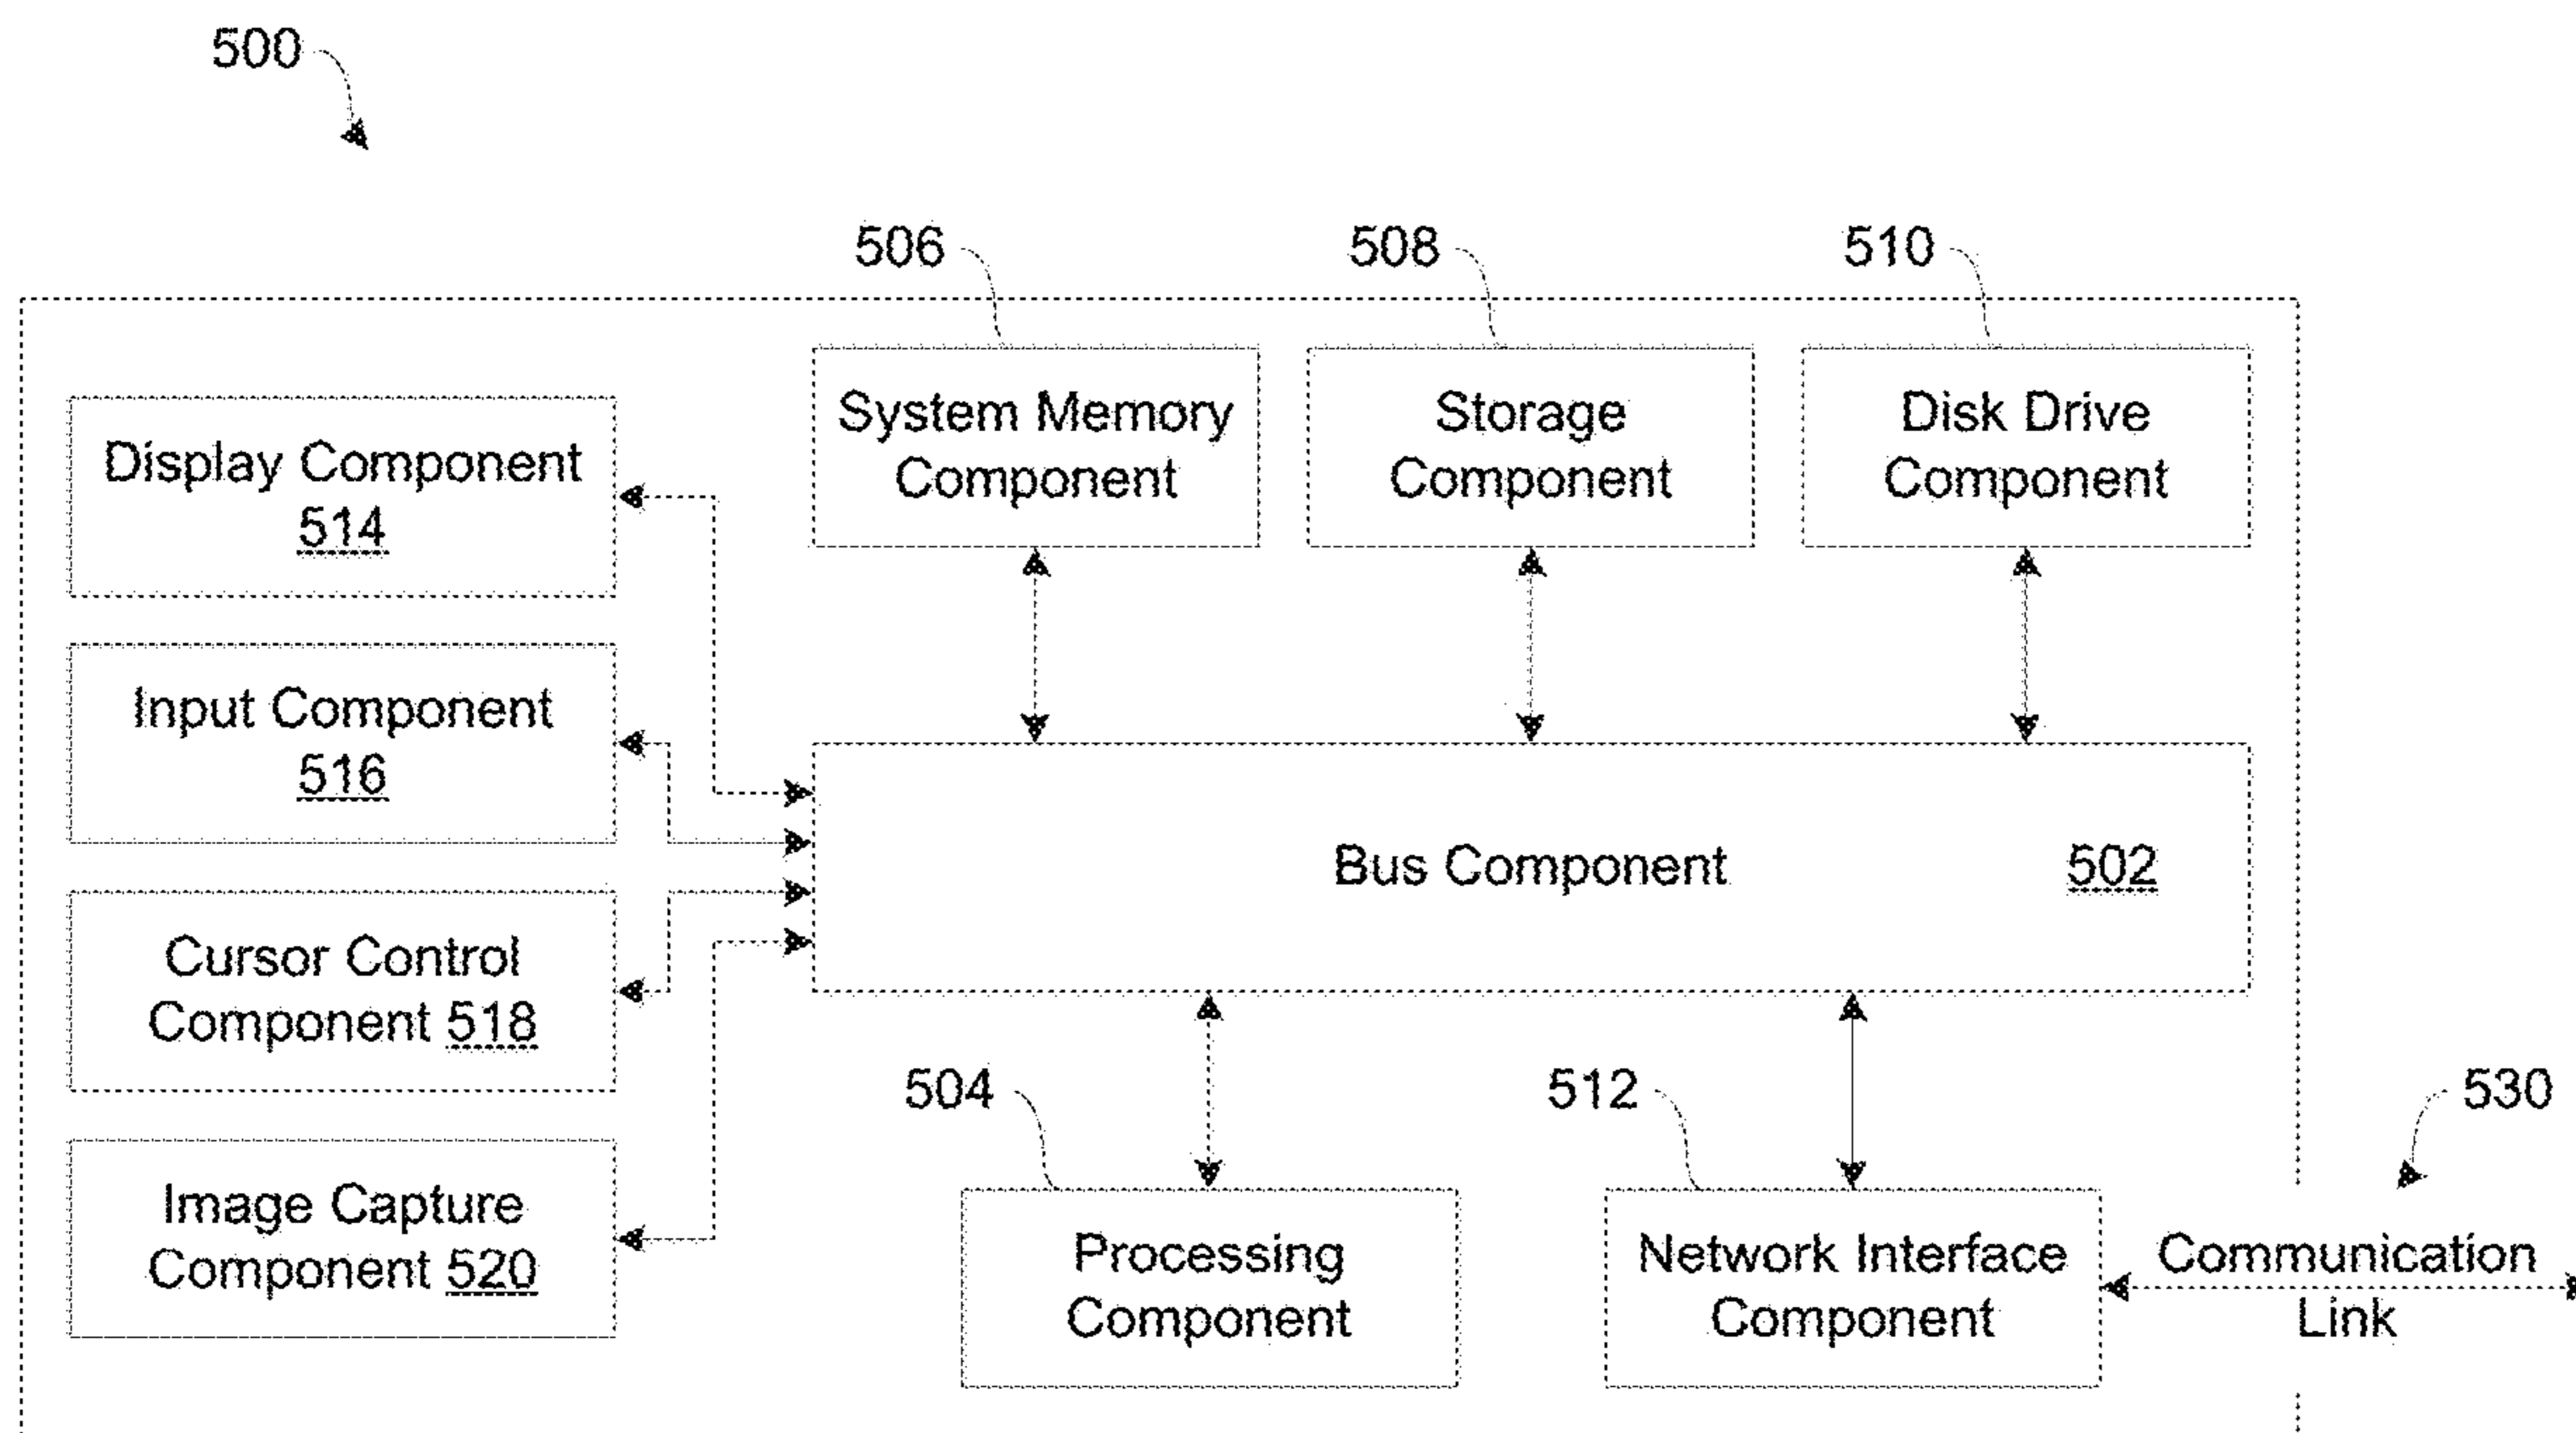 500
506
508
510
System Memory
Component
Storage
Component
Disk Drive
Component
Display Component
514
Input Component
516
Cursor Control
Component 518
Image Capture
Component 520
Bus Component 502
504
512
530
Processing
Component
Network Interface
Component
Communication
Link